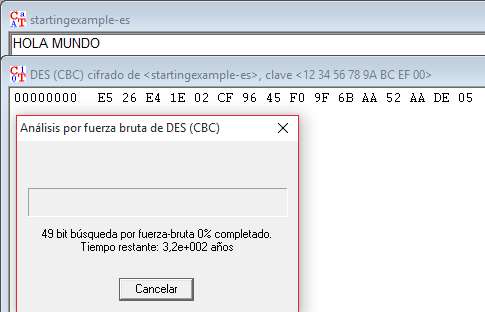 startingexample-es
HOLA MUNDO
DES (CBC) cifrado de <startingexample-es>, clave <12 34 56 78 9A BC EF 00>
00000000 E5 26 E4 1E 02 CF 96 45 F0 9F 6B AA 52 AA DE 05
Análisis por fuerza bruta de DES (CBC)
49 bit búsqueda por fuerza-bruta 0% completado.
Tiempo restante: 3,2e+002 años
Cancelar